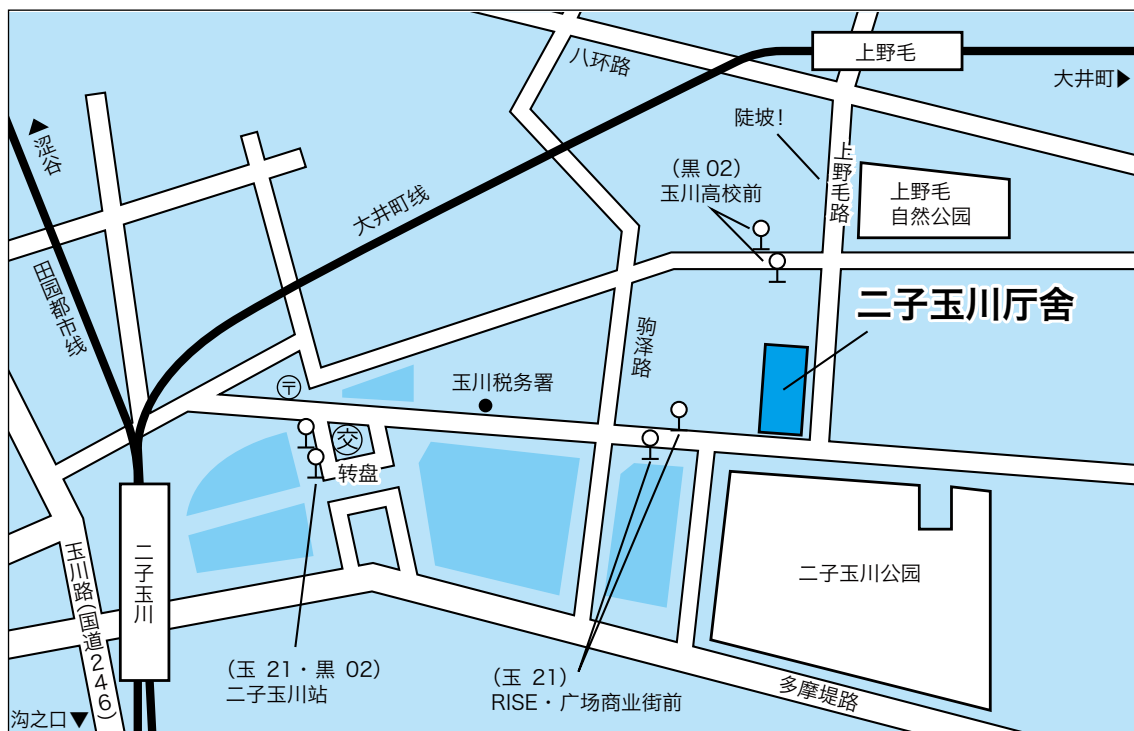 上野毛
八环路
大井町▶
▲涩谷
陡坡！
上野毛路
（黒 02）
玉川高校前
上野毛
自然公园
大井町线
田园都市线
二子玉川厅舍
驹泽路
玉川税务署
〒
交
转盘
二子玉川
玉川路（国道246）
二子玉川公园
（玉 21・黒 02）
二子玉川站
（玉 21）
RISE・广场商业街前
多摩堤路
沟之口▼